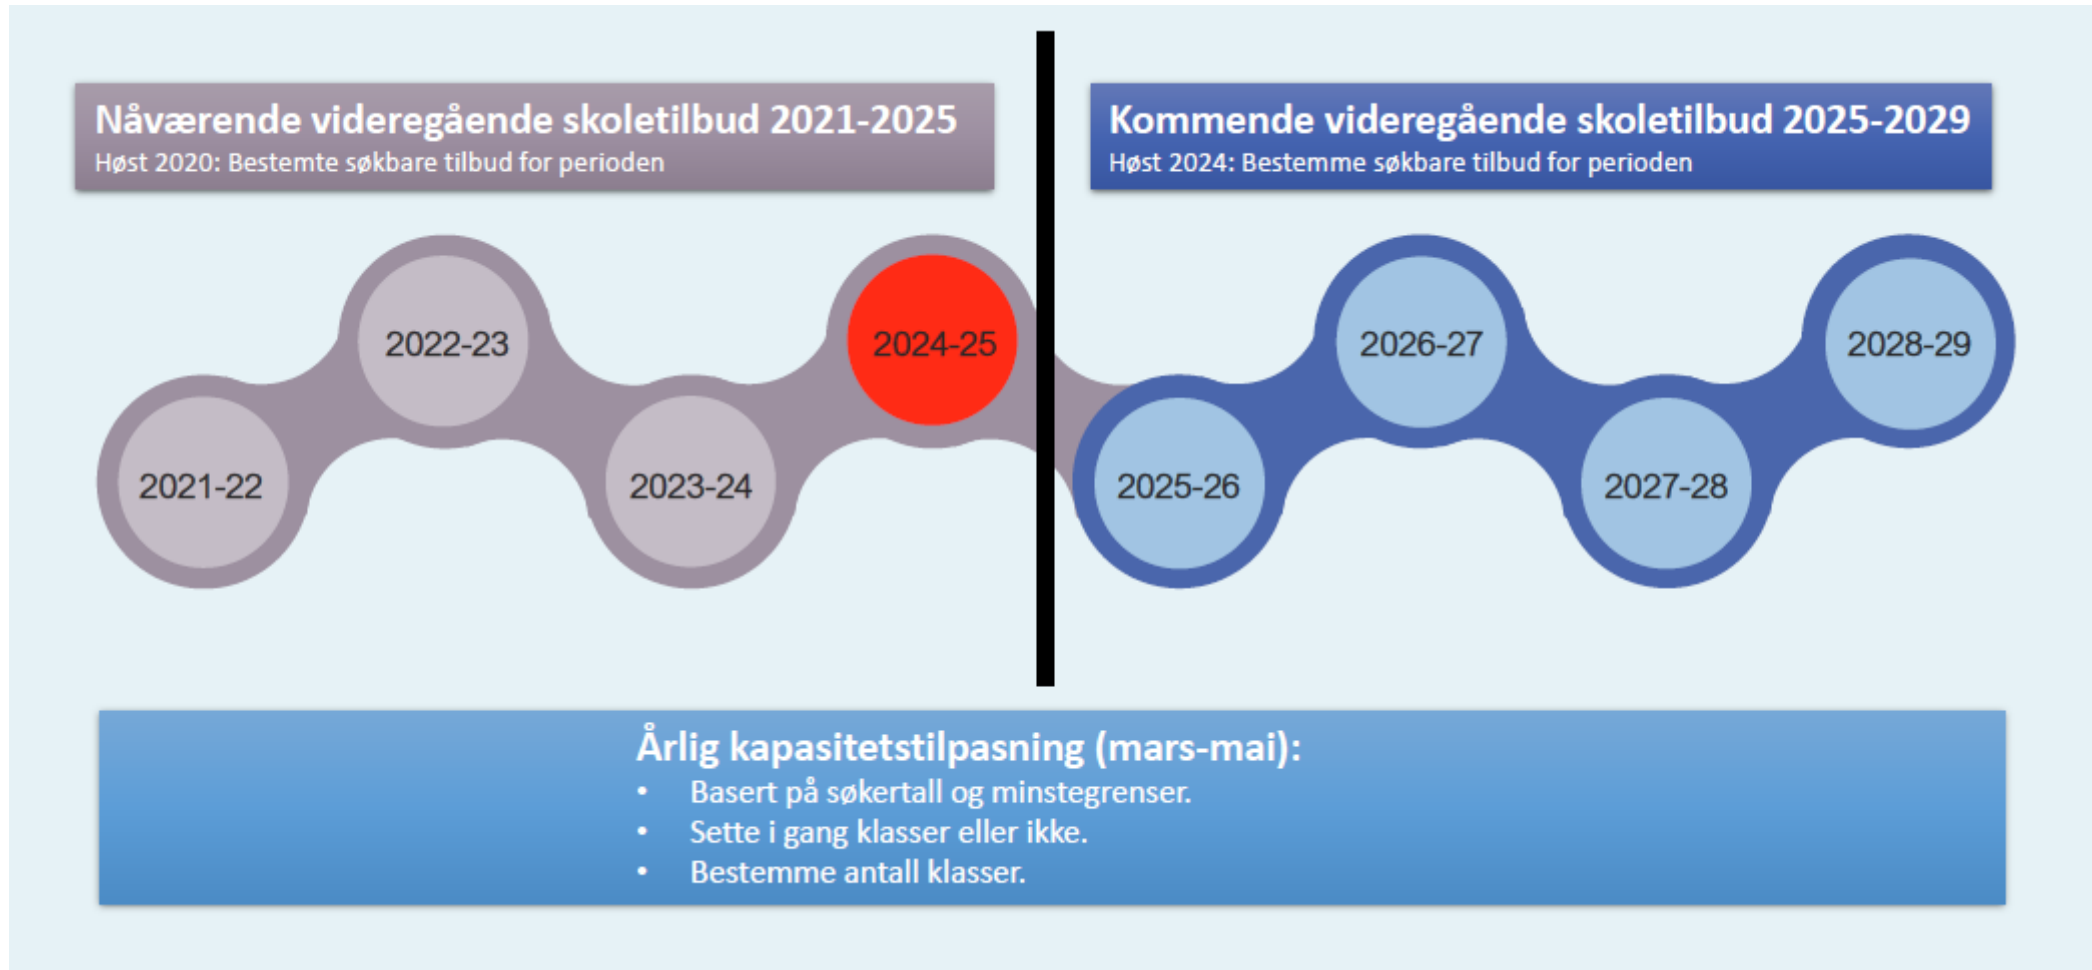 Nåværende videregående skoletilbud 2021-2025
Høst 2020: Bestemte søkbare tilbud for perioden
Kommende videregående skoletilbud 2025-2029
Høst 2024: Bestemme søkbare tilbud for perioden
2021-22
2022-23
2023-24
2024-25
2025-26
2026-27
2027-28
2028-29
Årlig kapasitetstilpasning (mars-mai):
• Basert på søkertall og minstegrenser.
• Sette i gang klasser eller ikke.
• Bestemme antall klasser.